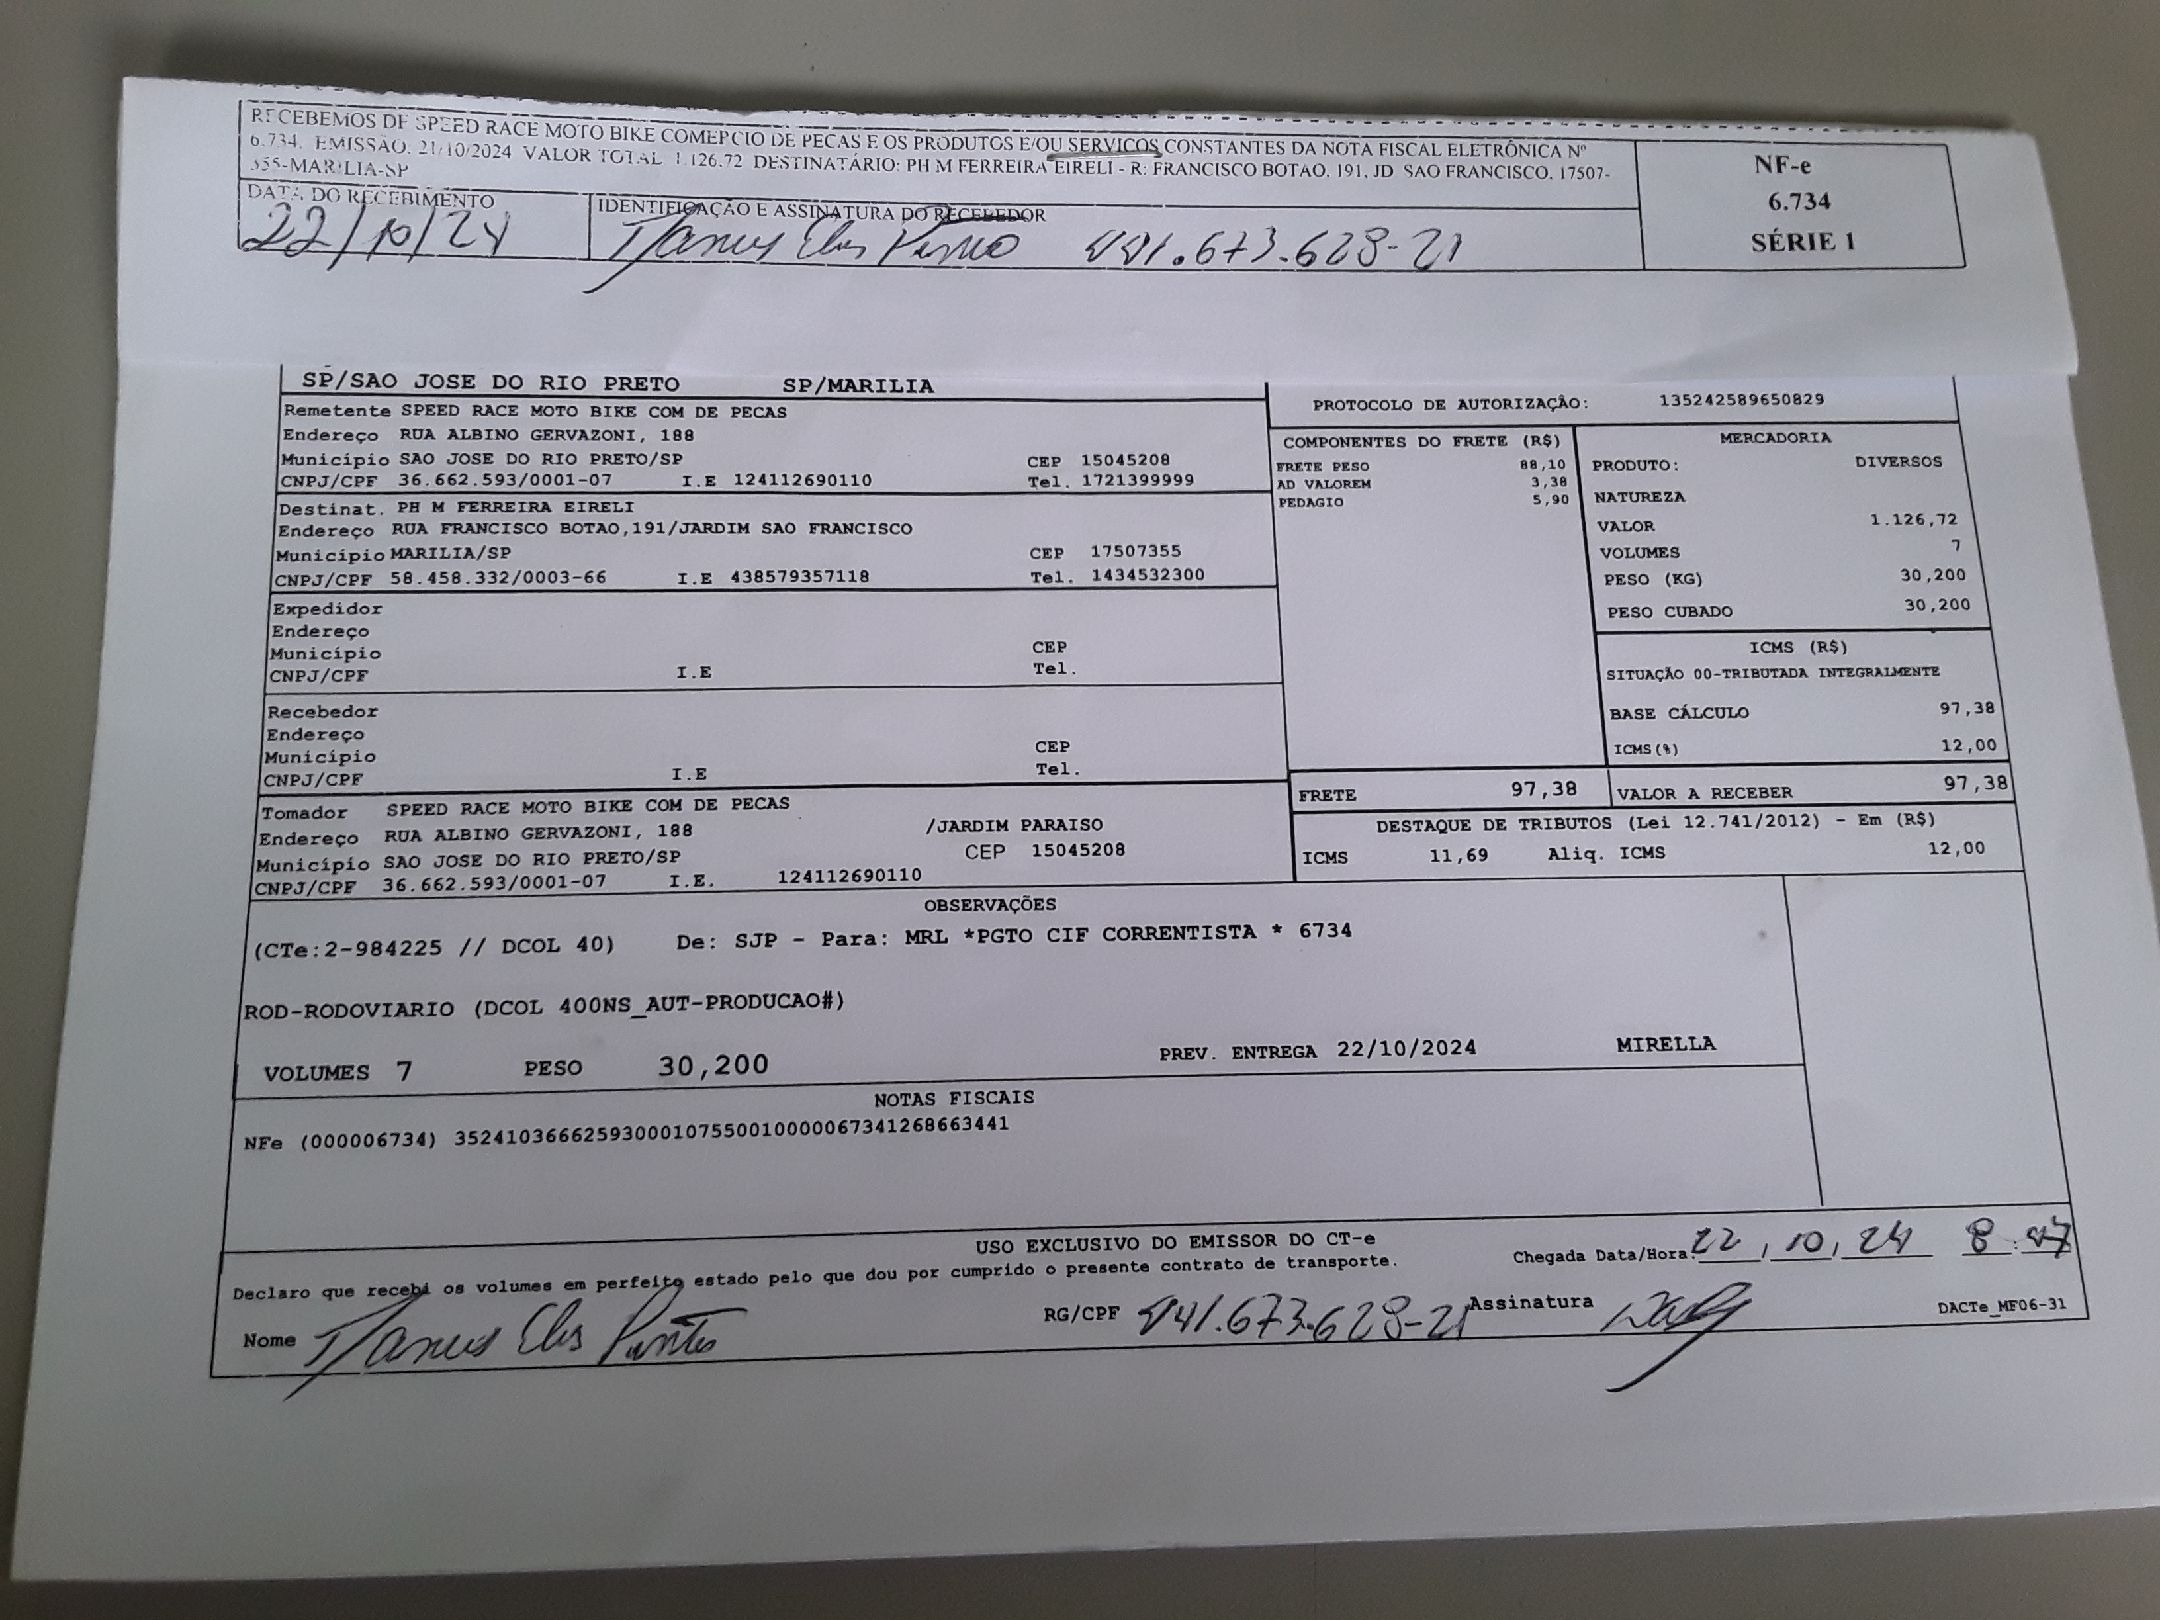 RECEBEMOS DE SPEED RACE MOTO BIKE COMERCIO DE PECAS E OS PRODUTOS E/OU SERVIÇOS CONSTANTES DA NOTA FISCAL ELETRÔNICA Nº
6.734. EMISSÃO. 21/10/2024 VALOR TOTAL 1.126.72 DESTINATÁRIO: PH M FERREIRA EIRELI - R: FRANCISCO BOTAO. 191. JD SAO FRANCISCO. 17507-
355-MARILIA-SP
DATA DO RECEBIMENTO IDENTIFICAÇÃO E ASSINATURA DO RECEBEDOR
22/10/24 441.673.628-21
NF-e
6.734
SÉRIE 1
SP/SAO JOSE DO RIO PRETO SP/MARILIA
PROTOCOLO DE AUTORIZAÇÃO: 135242589650829
Remetente SPEED RACE MOTO BIKE COM DE PECAS
Endereço RUA ALBINO GERVAZONI, 188
Município SAO JOSE DO RIO PRETO/SP CEP 15045208
CNPJ/CPF 36.662.593/0001-07 I.E 124112690110 Tel. 1721399999
Destinat. PH M FERREIRA EIRELI
Endereço RUA FRANCISCO BOTAO,191/JARDIM SAO FRANCISCO
Município MARILIA/SP CEP 17507355
CNPJ/CPF 58.458.332/0003-66 I.E 438579357118 Tel. 1434532300
Expedidor
Endereço
Município CEP
CNPJ/CPF I.E Tel.
Recebedor
Endereço
Município CEP
CNPJ/CPF I.E Tel.
Tomador SPEED RACE MOTO BIKE COM DE PECAS
Endereço RUA ALBINO GERVAZONI, 188 /JARDIM PARAISO
Município SAO JOSE DO RIO PRETO/SP CEP 15045208
CNPJ/CPF 36.662.593/0001-07 I.E. 124112690110
COMPONENTES DO FRETE (R$)
FRETE PESO 88,10
AD VALOREM 3,38
PEDAGIO 5,90
MERCADORIA
PRODUTO: DIVERSOS
NATUREZA
VALOR 1.126,72
VOLUMES 7
PESO (KG) 30,200
PESO CUBADO 30,200
ICMS (R$)
SITUAÇÃO 00-TRIBUTADA INTEGRALMENTE
BASE CÁLCULO 97,38
ICMS(%) 12,00
FRETE 97,38 VALOR A RECEBER 97,38
DESTAQUE DE TRIBUTOS (Lei 12.741/2012) - Em (R$)
ICMS 11,69 Aliq. ICMS 12,00
OBSERVAÇÕES
(CTe:2-984225 // DCOL 40) De: SJP - Para: MRL *PGTO CIF CORRENTISTA * 6734
ROD-RODOVIARIO (DCOL 400NS_AUT-PRODUCAO#)
VOLUMES 7 PESO 30,200 PREV. ENTREGA 22/10/2024 MIRELLA
NOTAS FISCAIS
NFe (000006734) 35241036662593000107550010000067341268663441
USO EXCLUSIVO DO EMISSOR DO CT-e
Chegada Data/Hora: 22, 10, 24 8:47
Declaro que recebi os volumes em perfeito estado pelo que dou por cumprido o presente contrato de transporte.
Nome RG/CPF 441.673.628-21 Assinatura
DACTe_MF06-31